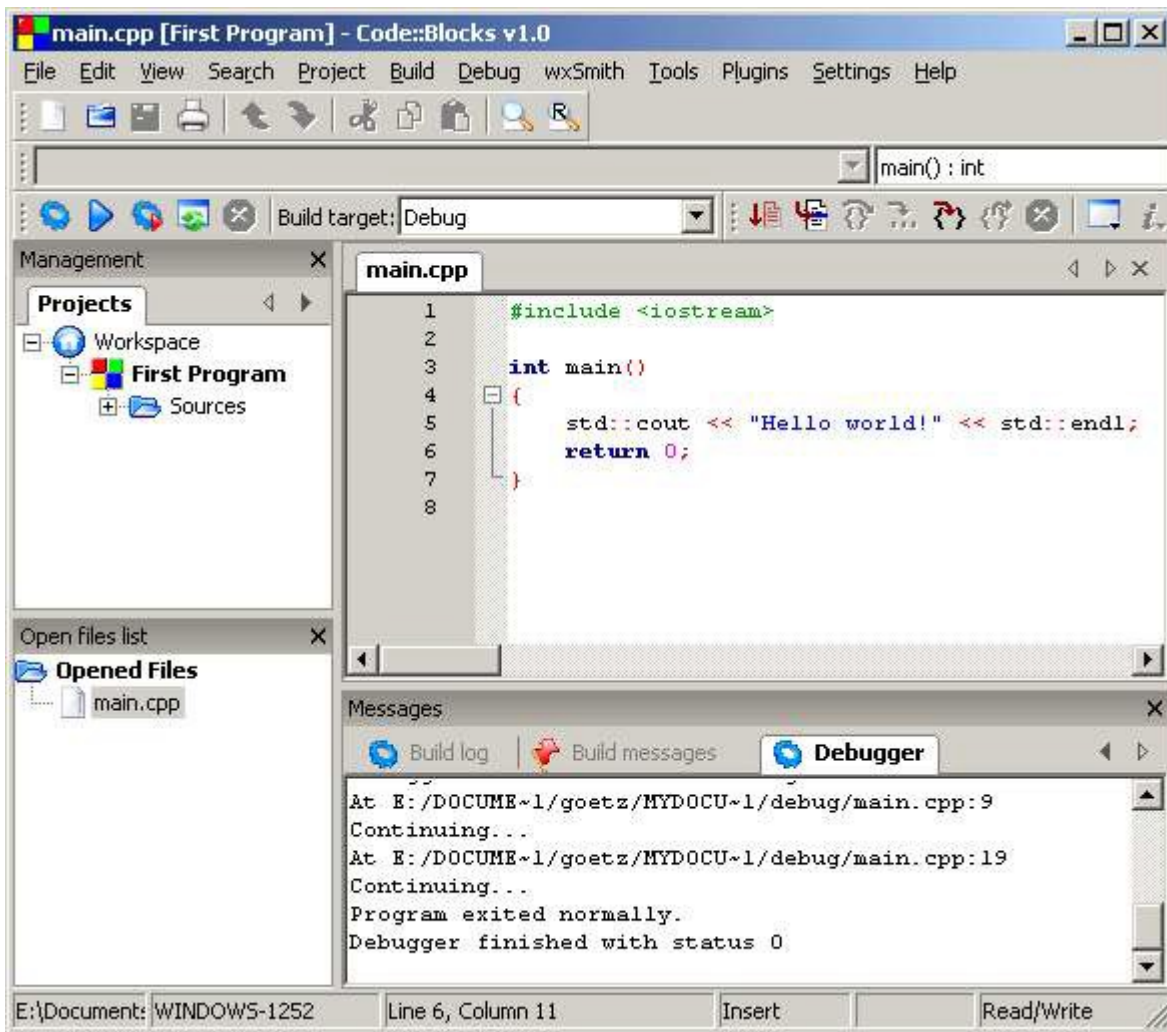 main.cpp [First Program] - Code::Blocks v1.0
File Edit View Search Project Build Debug wxSmith Tools Plugins Settings Help
main() : int
Build target: Debug
Management
Projects
Workspace
First Program
Sources
main.cpp
1 #include <iostream>
2
3 int main()
4 {
5 std::cout << "Hello world!" << std::endl;
6 return 0;
7 }
8
Open files list
Opened Files
main.cpp
Messages
Build log Build messages Debugger
At E:/DOCUME~1/goetz/MYDOCU~1/debug/main.cpp:9
Continuing...
At E:/DOCUME~1/goetz/MYDOCU~1/debug/main.cpp:19
Continuing...
Program exited normally.
Debugger finished with status 0
E:\Document: WINDOWS-1252 Line 6, Column 11 Insert Read/Write